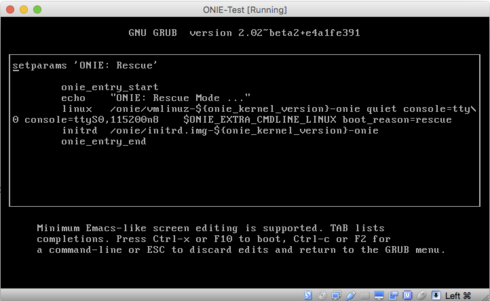 ONIE-Test [Running]
GNU GRUB  version 2.02~beta2+e4a1fe391
setparams 'ONIE: Rescue'
onie_entry_start
echo    "ONIE: Rescue Mode ..."
linux   /onie/vmlinuz-${onie_kernel_version}-onie quiet console=tty\
0 console=ttyS0,115200n8    $ONIE_EXTRA_CMDLINE_LINUX boot_reason=rescue
initrd  /onie/initrd.img-${onie_kernel_version}-onie
onie_entry_end
Minimum Emacs-like screen editing is supported. TAB lists
completions. Press Ctrl-x or F10 to boot, Ctrl-c or F2 for
a command-line or ESC to discard edits and return to the GRUB menu.
Left ⌘